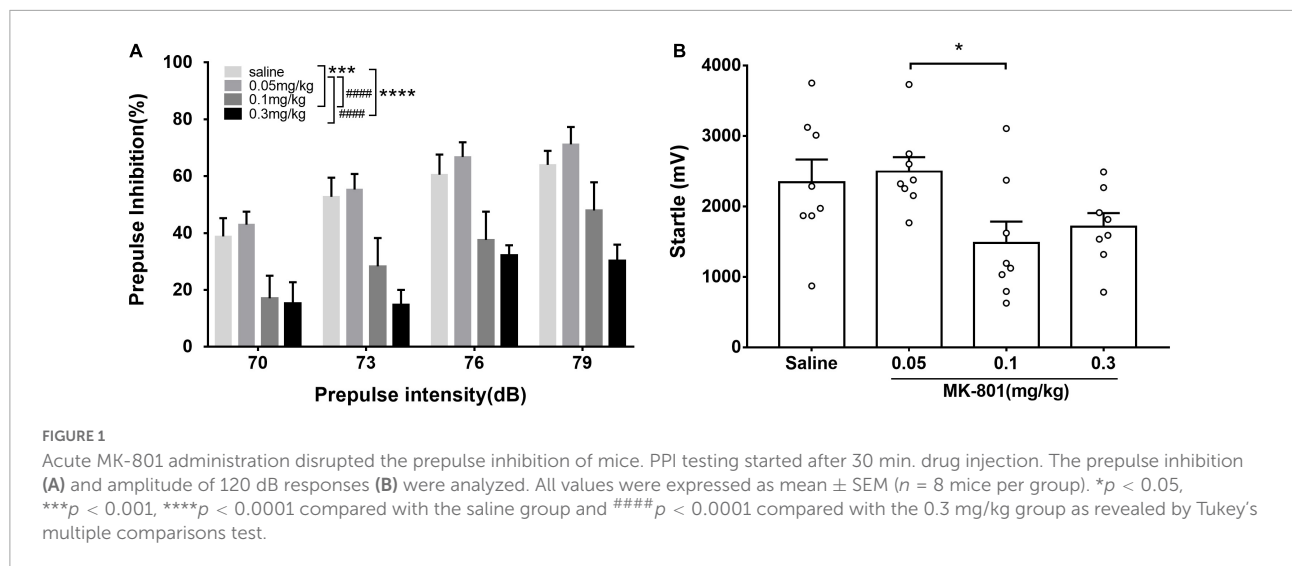 A
100
80
60
40
20
0
Prepulse Inhibition(%)
saline
0.05mg/kg
0.1mg/kg
0.3mg/kg
***
####
####
****
70 73 76 79
Prepulse intensity(dB)
B
*
4000
3000
2000
1000
0
Startle (mV)
Saline 0.05 0.1 0.3
MK-801(mg/kg)
FIGURE 1
Acute MK-801 administration disrupted the prepulse inhibition of mice. PPI testing started after 30 min. drug injection. The prepulse inhibition
(A) and amplitude of 120 dB responses (B) were analyzed. All values were expressed as mean ± SEM (n = 8 mice per group). *p < 0.05,
***p < 0.001, ****p < 0.0001 compared with the saline group and ####p < 0.0001 compared with the 0.3 mg/kg group as revealed by Tukey’s
multiple comparisons test.